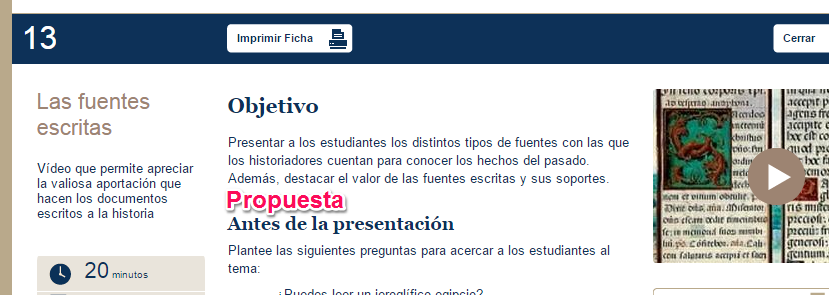 13
Imprimir Ficha
Cerrar
Las fuentes
escritas
Vídeo que permite apreciar
la valiosa aportación que
hacen los documentos
escritos a la historia
20 minutos
Objetivo
Presentar a los estudiantes los distintos tipos de fuentes con las que
los historiadores cuentan para conocer los hechos del pasado.
Además, destacar el valor de las fuentes escritas y sus soportes.
Propuesta
Antes de la presentación
Plantee las siguientes preguntas para acercar a los estudiantes al
tema:
¿Puedes leer un jeroglífico egipcio?